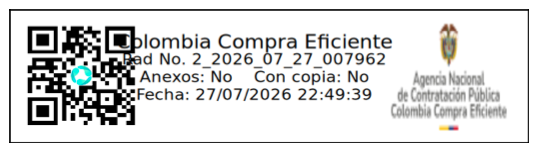 Colombia Compra Eficiente
Rad No. 2_2026_07_27_007962
Anexos: No Con copia: No
Fecha: 27/07/2026 22:49:39
Agencia Nacional
de Contratación Pública
Colombia Compra Eficiente